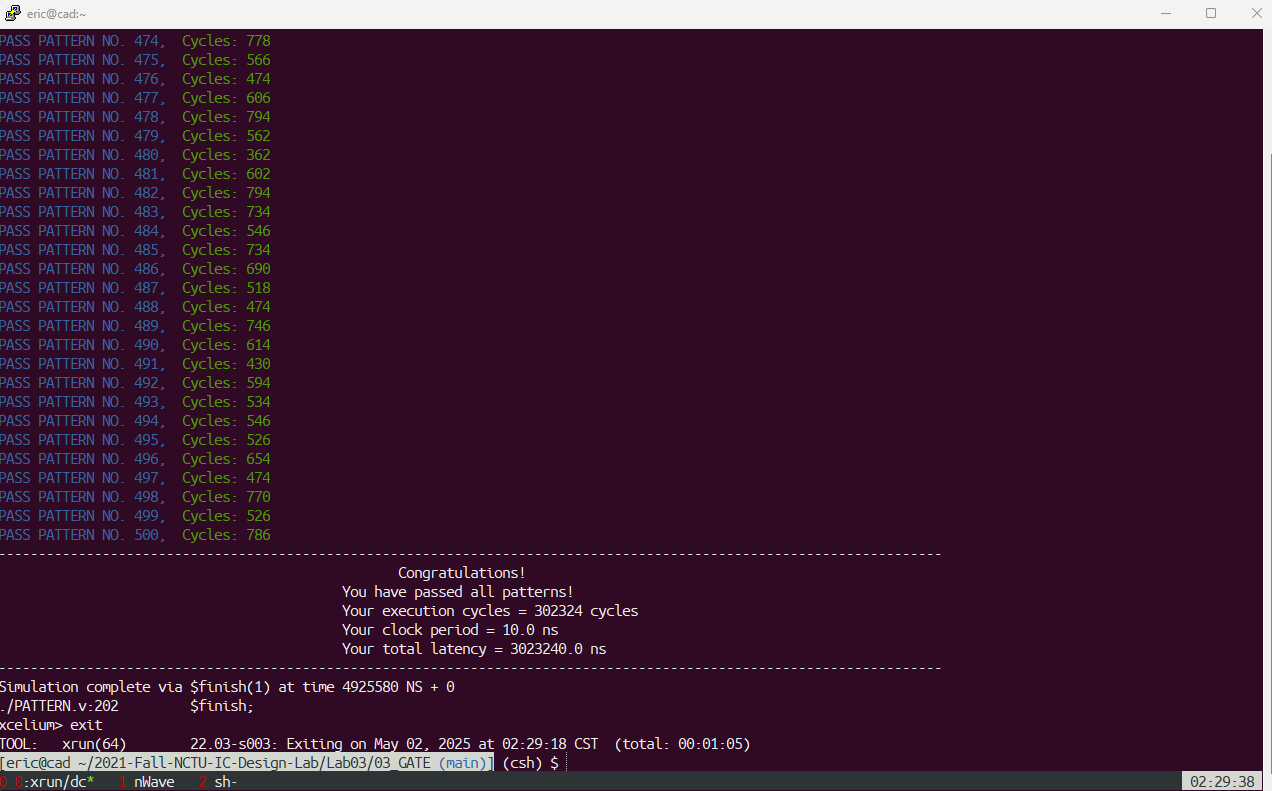 eric@cad:~
PASS PATTERN NO. 474,  Cycles: 778
PASS PATTERN NO. 475,  Cycles: 566
PASS PATTERN NO. 476,  Cycles: 474
PASS PATTERN NO. 477,  Cycles: 606
PASS PATTERN NO. 478,  Cycles: 794
PASS PATTERN NO. 479,  Cycles: 562
PASS PATTERN NO. 480,  Cycles: 362
PASS PATTERN NO. 481,  Cycles: 602
PASS PATTERN NO. 482,  Cycles: 794
PASS PATTERN NO. 483,  Cycles: 734
PASS PATTERN NO. 484,  Cycles: 546
PASS PATTERN NO. 485,  Cycles: 734
PASS PATTERN NO. 486,  Cycles: 690
PASS PATTERN NO. 487,  Cycles: 518
PASS PATTERN NO. 488,  Cycles: 474
PASS PATTERN NO. 489,  Cycles: 746
PASS PATTERN NO. 490,  Cycles: 614
PASS PATTERN NO. 491,  Cycles: 430
PASS PATTERN NO. 492,  Cycles: 594
PASS PATTERN NO. 493,  Cycles: 534
PASS PATTERN NO. 494,  Cycles: 546
PASS PATTERN NO. 495,  Cycles: 526
PASS PATTERN NO. 496,  Cycles: 654
PASS PATTERN NO. 497,  Cycles: 474
PASS PATTERN NO. 498,  Cycles: 770
PASS PATTERN NO. 499,  Cycles: 526
PASS PATTERN NO. 500,  Cycles: 786
----------------------------------------------------------------------------------------------------------------------
Congratulations!
You have passed all patterns!
Your execution cycles = 302324 cycles
Your clock period = 10.0 ns
Your total latency = 3023240.0 ns
----------------------------------------------------------------------------------------------------------------------
Simulation complete via $finish(1) at time 4925580 NS + 0
./PATTERN.v:202         $finish;
xcelium> exit
TOOL:   xrun(64)        22.03-s003: Exiting on May 02, 2025 at 02:29:18 CST  (total: 00:01:05)
[eric@cad ~/2021-Fall-NCTU-IC-Design-Lab/Lab03/03_GATE (main)] (csh) $
0 0:xrun/dc*   1 nWave   2 sh-   02:29:38